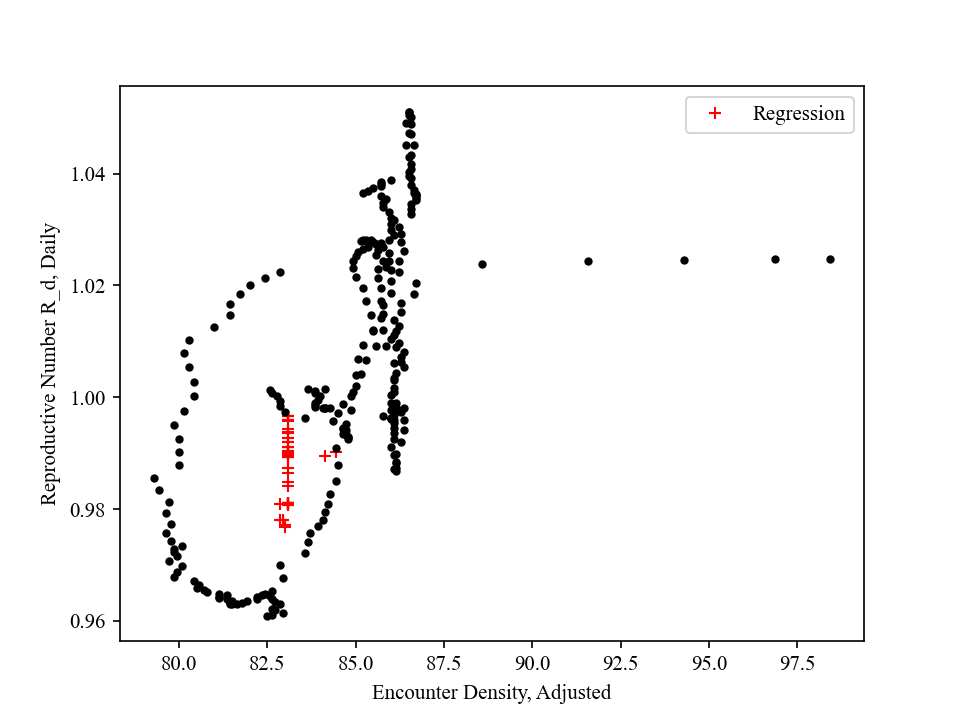 Regression
Reproductive Number R_d, Daily
1.04
1.02
1.00
0.98
0.96
80.0 82.5 85.0 87.5 90.0 92.5 95.0 97.5
Encounter Density, Adjusted